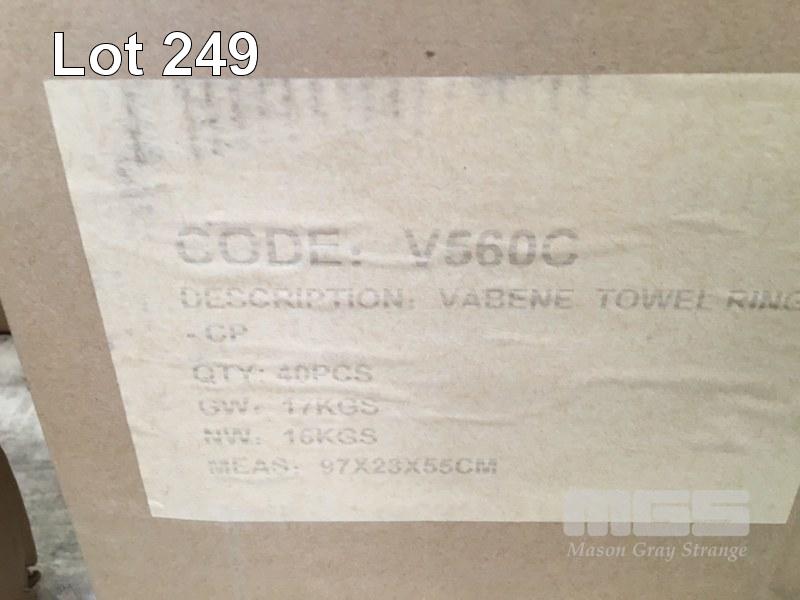 Lot 249
CODE: V560C
DESCRIPTION: VABENE TOWEL RING
- CP
QTY: 40PCS
GW: 17KGS
NW: 16KGS
MEAS: 97X23X55CM
MGS
Mason Gray Strange